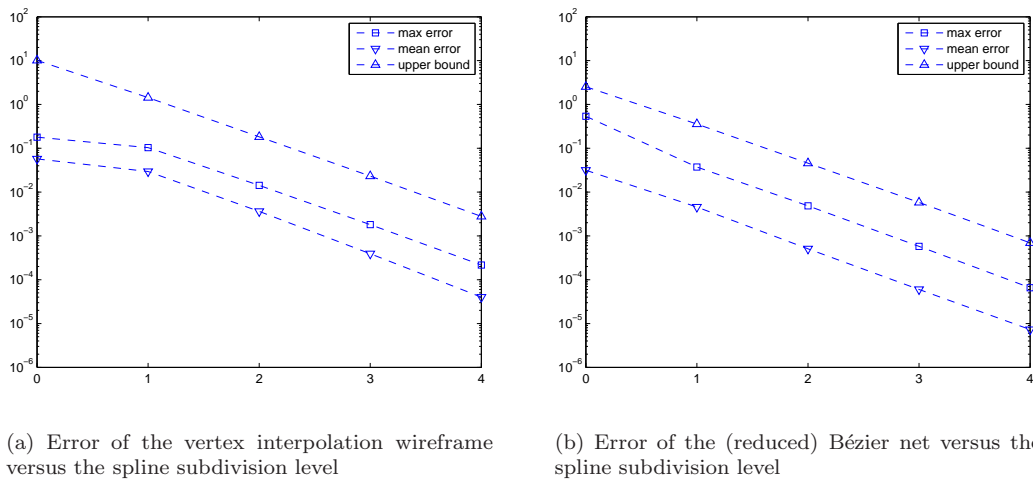 10^2
10^1
10^0
10^−1
10^−2
10^−3
10^−4
10^−5
10^−6
0 1 2 3 4
max error
mean error
upper bound
10^2
10^1
10^0
10^−1
10^−2
10^−3
10^−4
10^−5
10^−6
0 1 2 3 4
max error
mean error
upper bound
(a) Error of the vertex interpolation wireframe
versus the spline subdivision level
(b) Error of the (reduced) Bézier net versus the
spline subdivision level